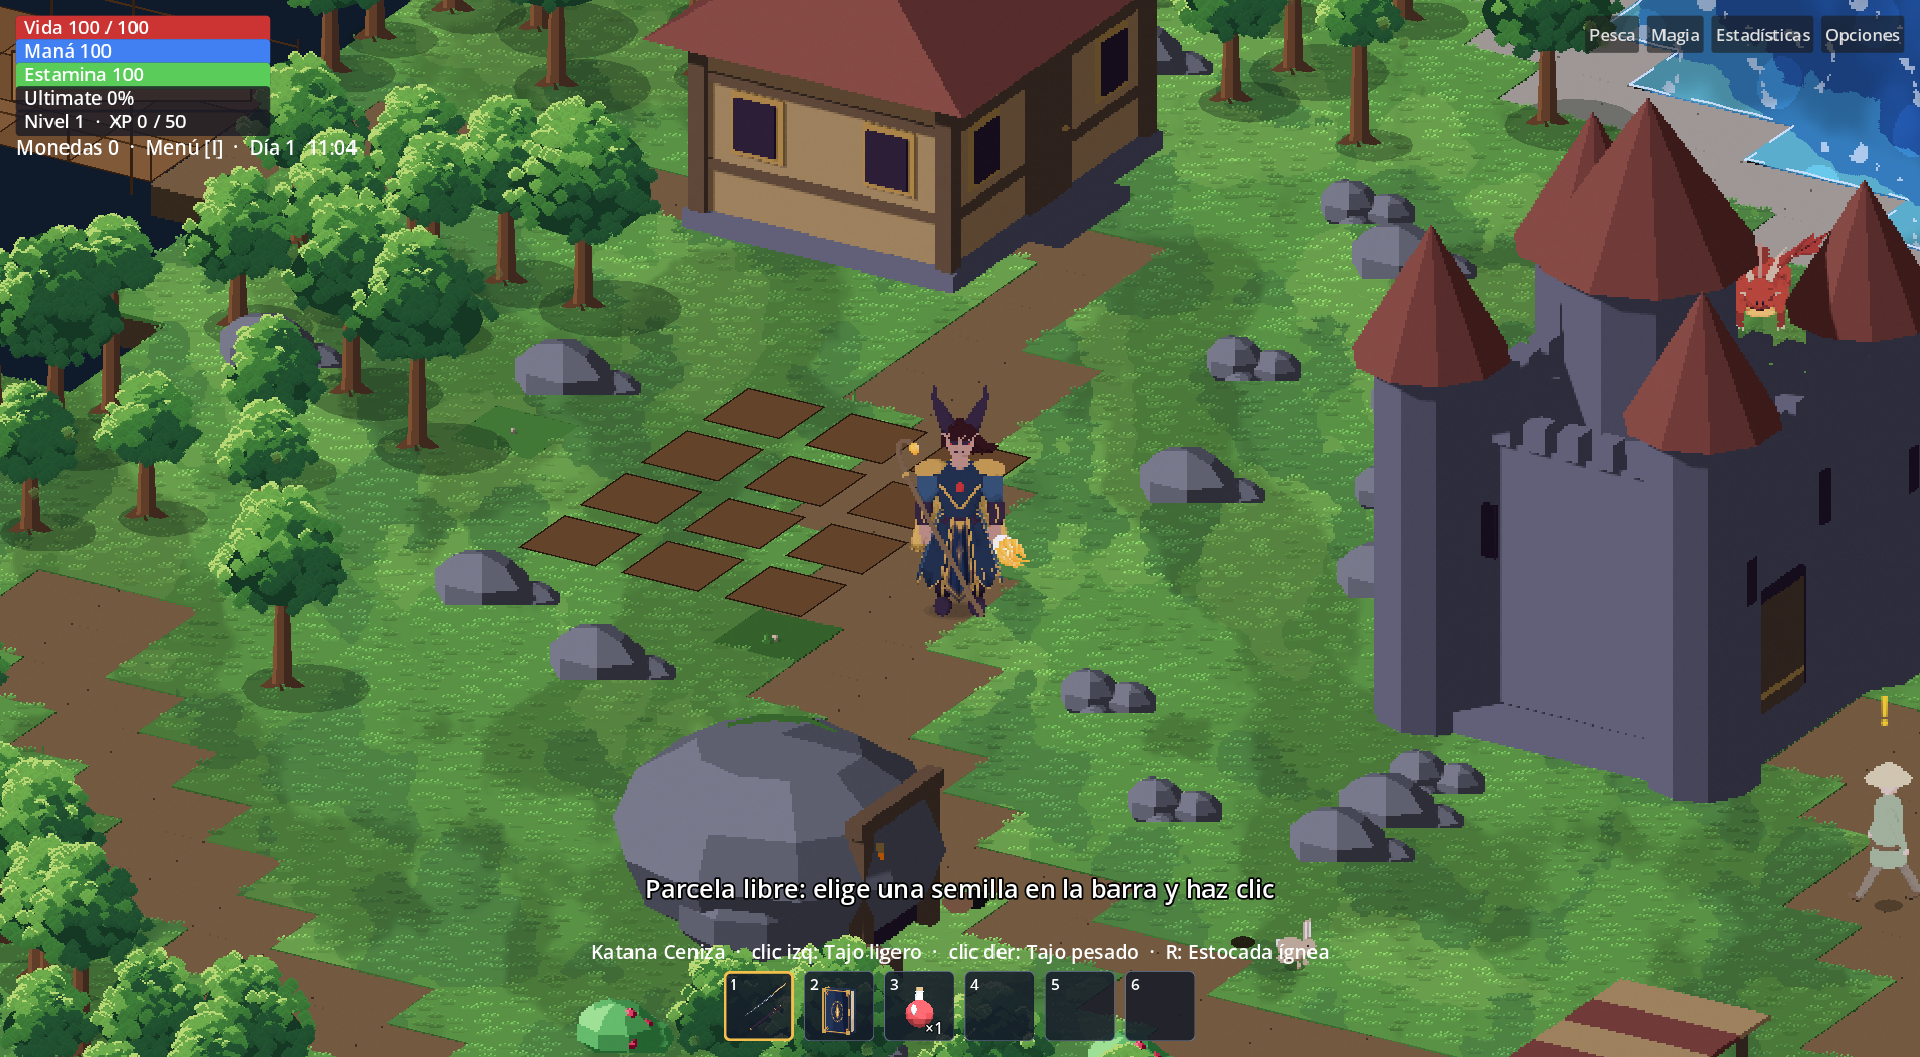 Vida 100 / 100
Maná 100
Estamina 100
Ultimate 0%
Nivel 1 · XP 0 / 50
Monedas 0 · Menú [I] · Día 1 11:04
Pesca Magia Estadísticas Opciones
!
Parcela libre: elige una semilla en la barra y haz clic
Katana Ceniza · clic izq: Tajo ligero · clic der: Tajo pesado · R: Estocada ígnea
1 2 3 4 5 6
×1